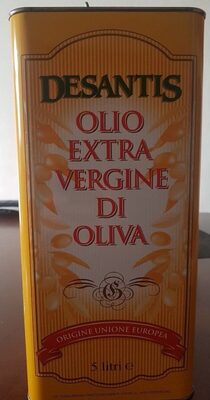 DESANTIS
OLIO
EXTRA
VERGINE
DI
OLIVA
ORIGINE UNIONE EUROPEA
5 litri e